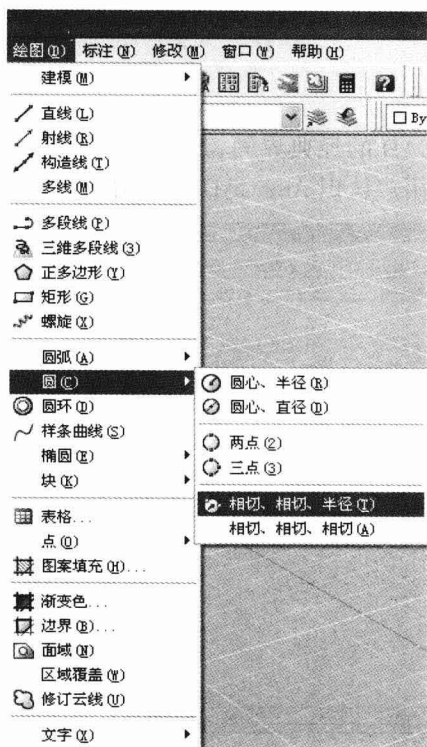 绘图(D) 标注(N) 修改(M) 窗口(W) 帮助(H)
建模(M)
By
直线(L)
射线(R)
构造线(T)
多线(M)
多段线(P)
三维多段线(3)
正多边形(Y)
矩形(G)
螺旋(X)
圆弧(A)
圆(C)
圆心、半径(R)
圆环(D)
圆心、直径(D)
样条曲线(S)
椭圆(E)
两点(2)
块(K)
三点(3)
表格...
相切、相切、半径(T)
点(O)
相切、相切、相切(A)
图案填充(H)...
渐变色...
边界(B)...
面域(N)
区域覆盖(W)
修订云线(U)
文字(X)